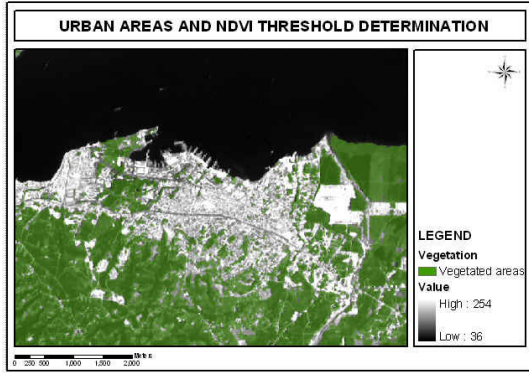 URBAN AREAS AND NDVI THRESHOLD DETERMINATION
LEGEND
Vegetation
Vegetated areas
Value
High : 254
Low : 36
Meters
0 250 500 1,000 1,500 2,000